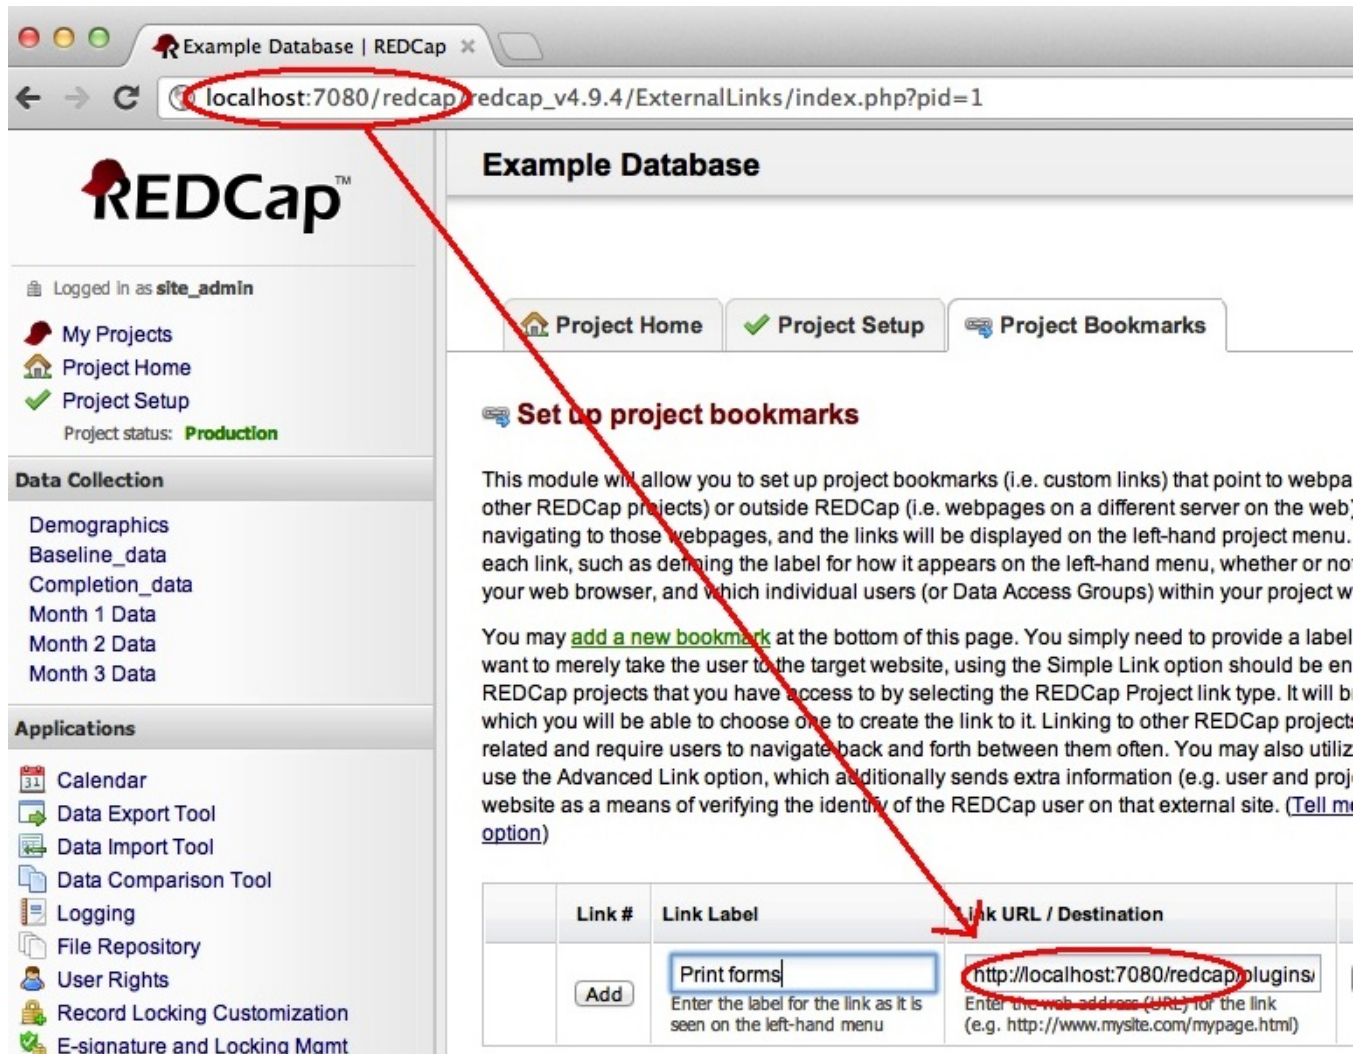 Example Database | REDCap
localhost:7080/redcap/redcap_v4.9.4/ExternalLinks/index.php?pid=1
REDCap™
Logged in as site_admin
My Projects
Project Home
Project Setup
Project status: Production
Data Collection
Demographics
Baseline_data
Completion_data
Month 1 Data
Month 2 Data
Month 3 Data
Applications
31 Calendar
Data Export Tool
Data Import Tool
Data Comparison Tool
Logging
File Repository
User Rights
Record Locking Customization
E-signature and Locking Mgmt
Example Database
Project Home
Project Setup
Project Bookmarks
Set up project bookmarks
This module will allow you to set up project bookmarks (i.e. custom links) that point to webpa
other REDCap projects) or outside REDCap (i.e. webpages on a different server on the web)
navigating to those webpages, and the links will be displayed on the left-hand project menu.
each link, such as defining the label for how it appears on the left-hand menu, whether or no
your web browser, and which individual users (or Data Access Groups) within your project w
You may add a new bookmark at the bottom of this page. You simply need to provide a label
want to merely take the user to the target website, using the Simple Link option should be en
REDCap projects that you have access to by selecting the REDCap Project link type. It will b
which you will be able to choose one to create the link to it. Linking to other REDCap projects
related and require users to navigate back and forth between them often. You may also utiliz
use the Advanced Link option, which additionally sends extra information (e.g. user and proj
website as a means of verifying the identify of the REDCap user on that external site. (Tell me
option)
Link #
Link Label
Link URL / Destination
Add
Print forms
Enter the label for the link as it is
seen on the left-hand menu
http://localhost:7080/redcap/plugins/
Enter the web address (URL) for the link
(e.g. http://www.mysite.com/mypage.html)